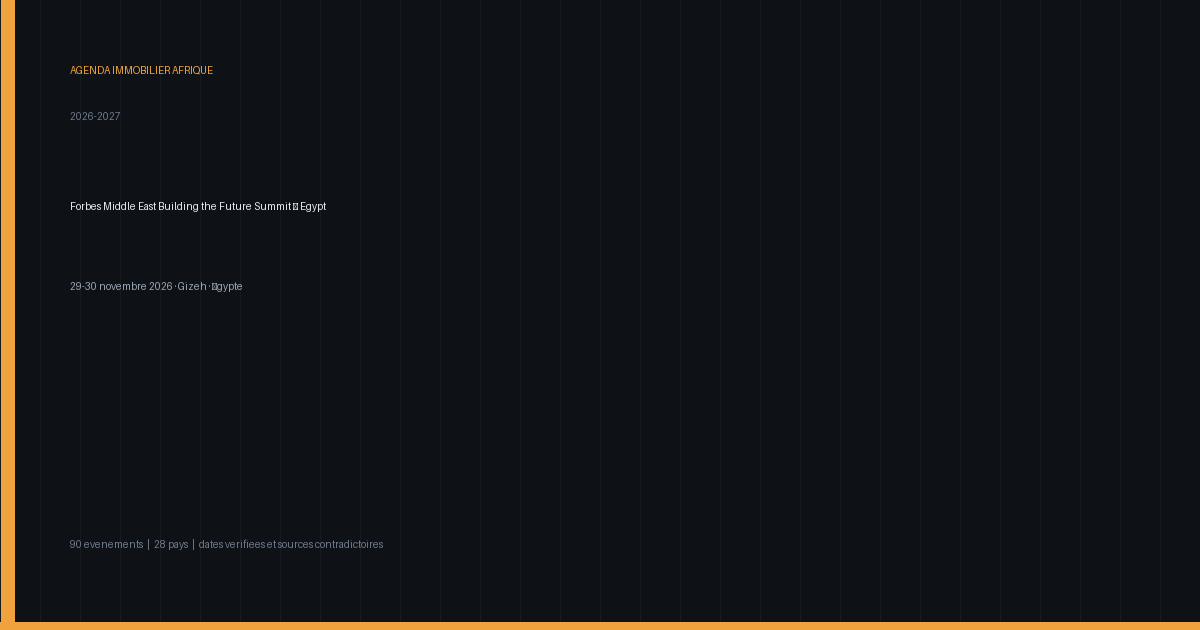 AGENDA IMMOBILIER AFRIQUE
2026-2027
Forbes Middle East Building the Future Summit ☒ Egypt
29-30 novembre 2026 · Gizeh · ☒gypte
90 evenements | 28 pays | dates verifiees et sources contradictoires